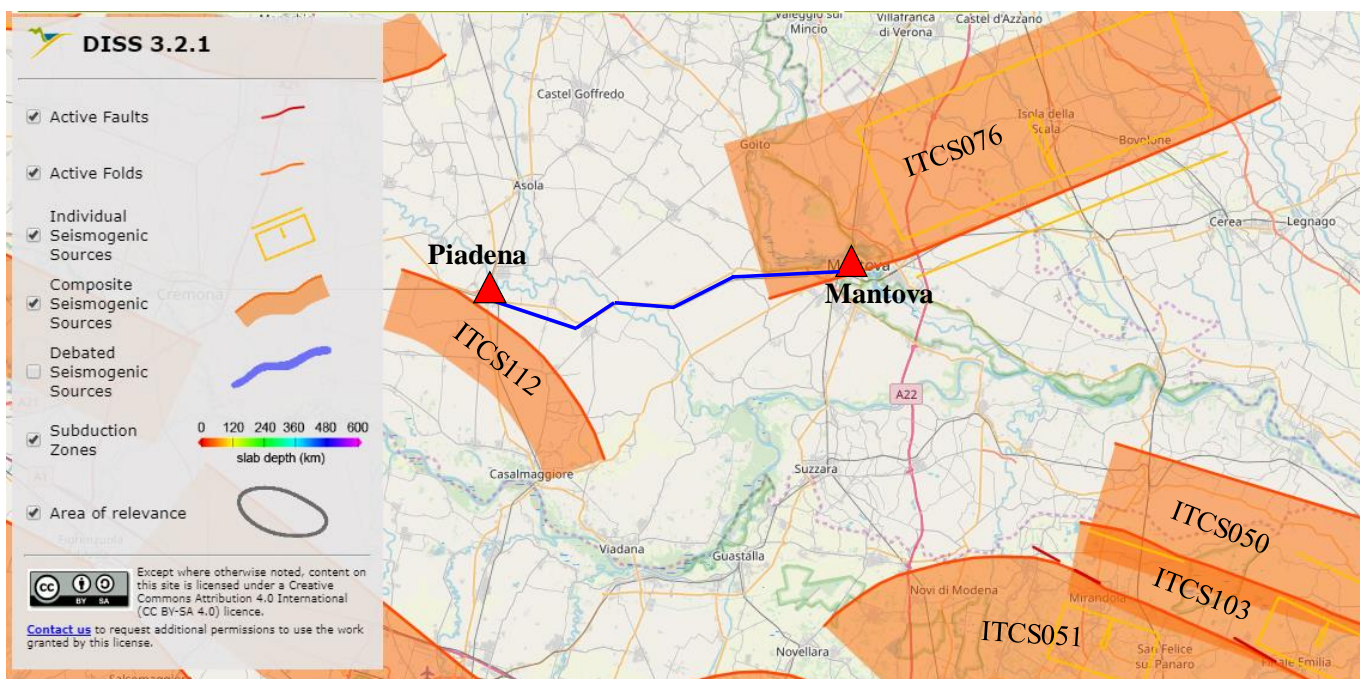 DISS 3.2.1
Active Faults
Active Folds
Individual
Seismogenic
Sources
Composite
Seismogenic
Sources
Debated
Seismogenic
Sources
Subduction
Zones
0 120 240 360 480 600
slab depth (km)
Area of relevance
cc
BY SA
Except where otherwise noted, content on
this site is licensed under a Creative
Commons Attribution 4.0 International
(CC BY-SA 4.0) licence.
Contact us to request additional permissions to use the work
granted by this license.
Valeggio sul
Mincio
Villafranca
di Verona
Castel d'Azzano
Castel Goffredo
Goito
Isola della
Scala
Bovolone
ITCS076
Asola
Cerea
Legnago
Piadena
Mantova
Mantova
Cremona
ITCS112
A22
Casalmaggiore
Suzzara
Viadana
Guastalla
ITCS050
ITCS103
Novi di Modena
Mirandola
ITCS051
San Felice
sul Panaro
Finale Emilia
Novellara